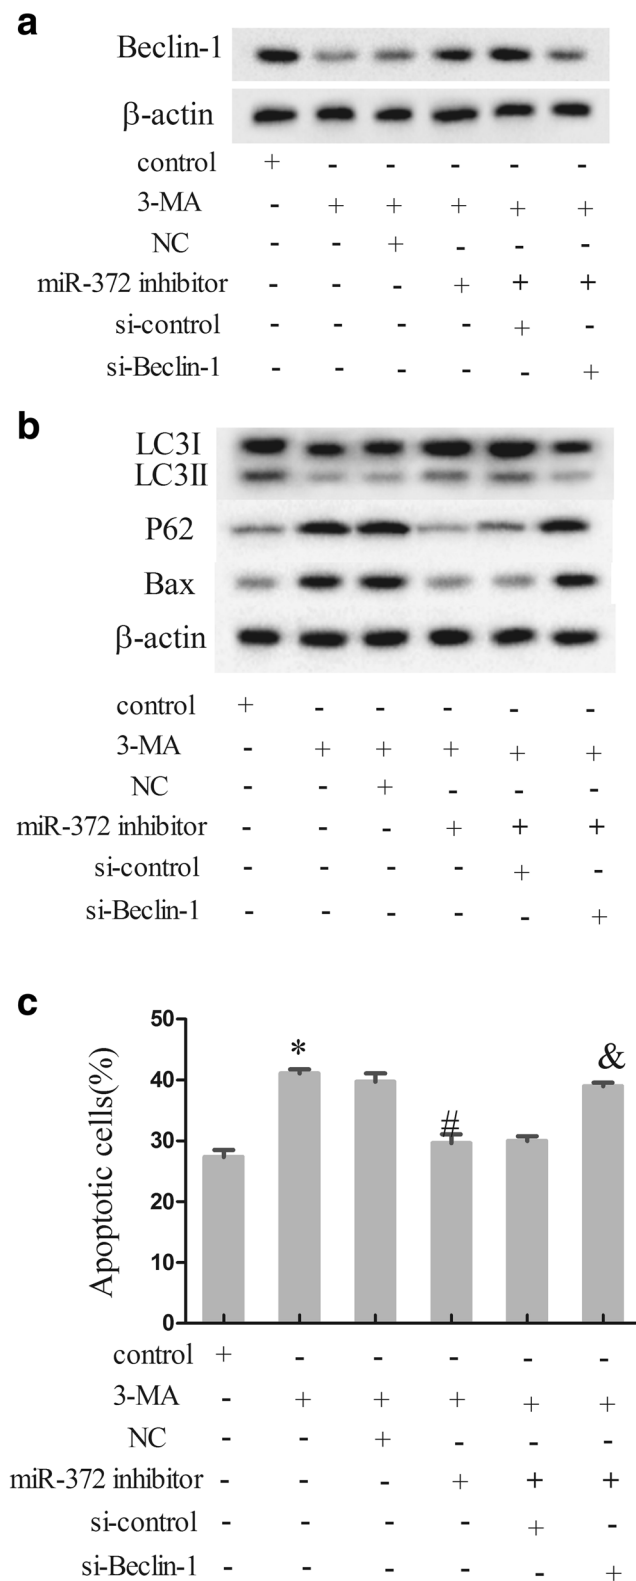 a
Beclin-1
β-actin
control + - - - - -
3-MA - + + + + +
NC - - + - - -
miR-372 inhibitor - - - + + +
si-control - - - - + -
si-Beclin-1 - - - - - +
b
LC3I
LC3II
P62
Bax
β-actin
control + - - - - -
3-MA - + + + + +
NC - - + - - -
miR-372 inhibitor - - - + + +
si-control - - - - + -
si-Beclin-1 - - - - - +
c
Apoptotic cells(%)
50
40
30
20
10
0
* # &
control + - - - - -
3-MA - + + + + +
NC - - + - - -
miR-372 inhibitor - - - + + +
si-control - - - - + -
si-Beclin-1 - - - - - +